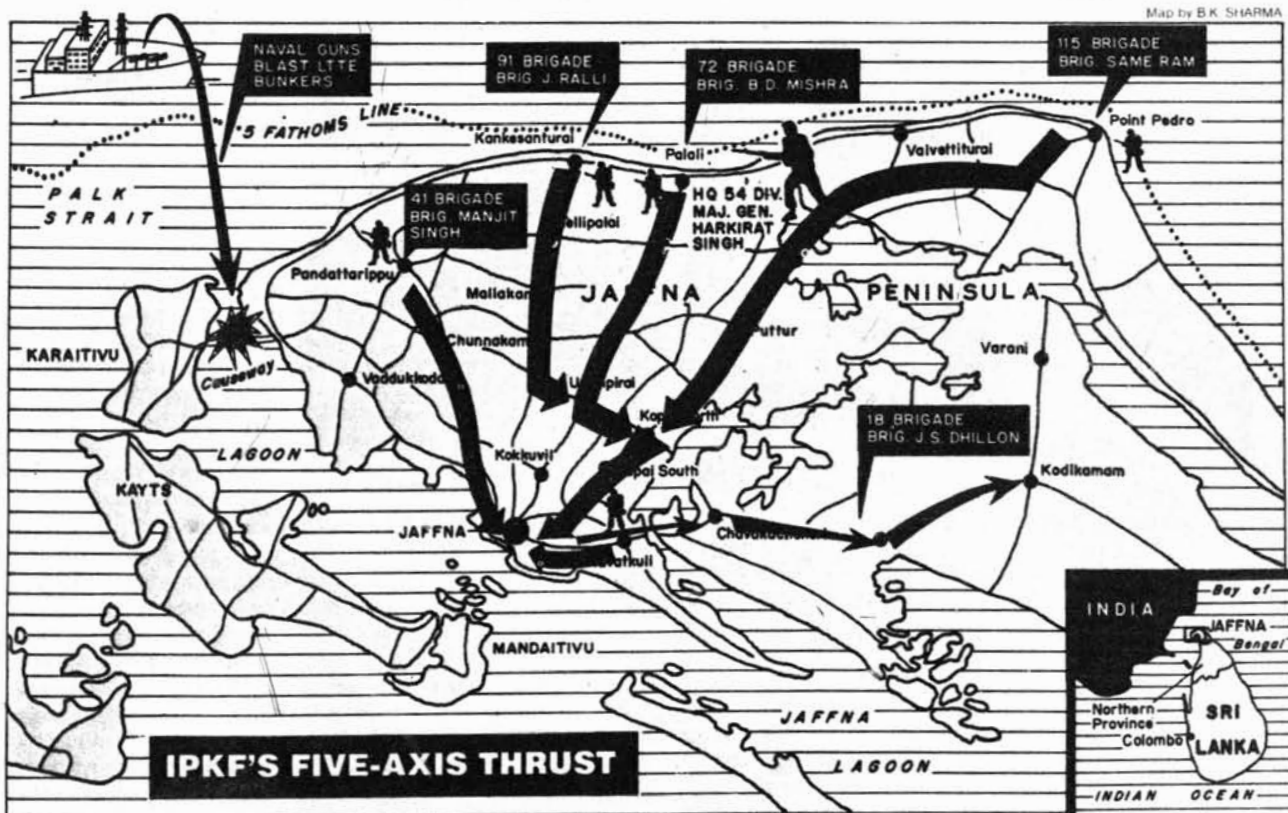 Map by B.K. SHARMA
NAVAL GUNS
BLAST LTTE
BUNKERS
91 BRIGADE
BRIG. J. RALLI
72 BRIGADE
BRIG. B.D. MISHRA
115 BRIGADE
BRIG. SAME RAM
5 FATHOMS LINE
Kankesanturai
Palali
Valvettiturai
Point Pedro
PALK
STRAIT
41 BRIGADE
BRIG. MANJIT
SINGH
HQ 54 DIV.
MAJ. GEN.
HARKIRAT
SINGH
Pandattarippu
Mallakam
JAFFNA PENINSULA
KARAITIVU
Causeway
Chunnakam
Puttur
Varani
18 BRIGADE
BRIG. J.S. DHILLON
LAGOON
Kokkuvil
South
Kodikamam
KAYTS
JAFFNA
MANDAITIVU
JAFFNA
LAGOON
IPKF'S FIVE-AXIS THRUST
INDIA
Bay of
Bengal
JAFFNA
Northern
Province
Colombo
SRI
LANKA
INDIAN OCEAN